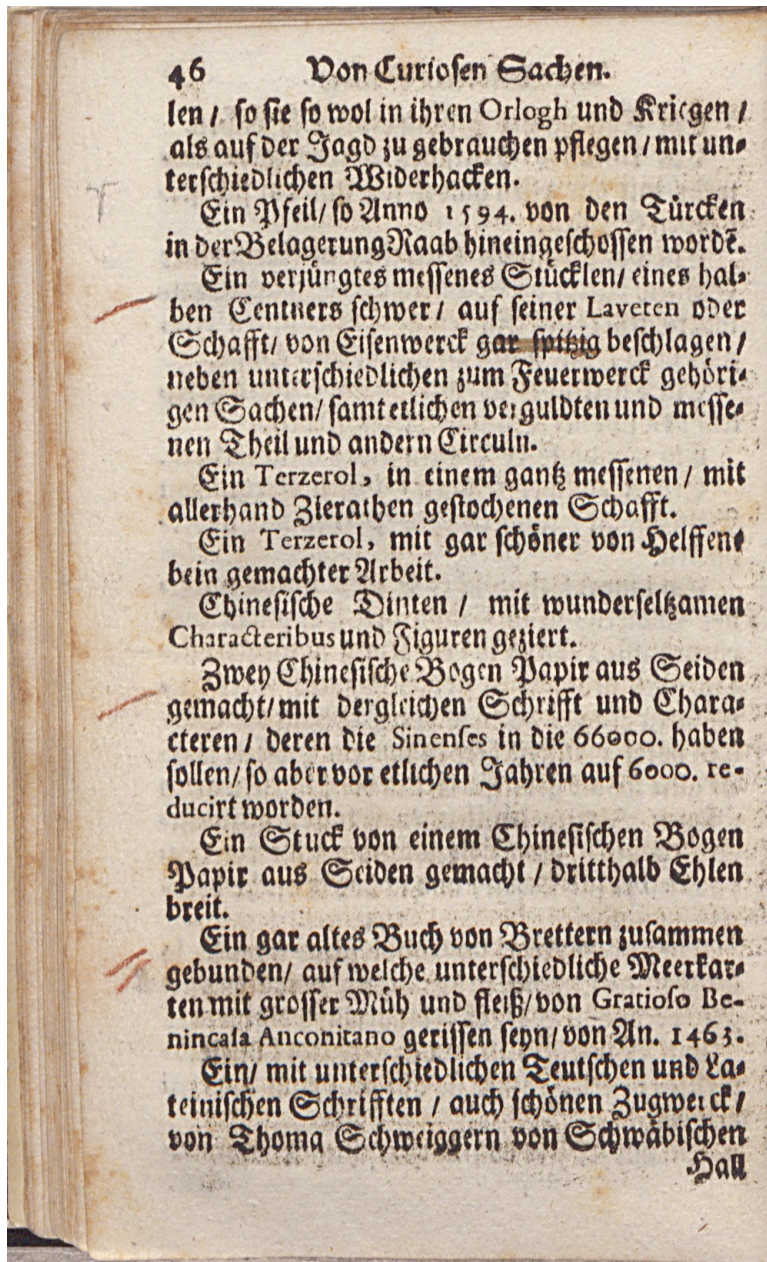 46 Von Curiosen Sachen.
len / so sie so wol in ihren Orlogh und Kriegen /
als auf der Jagd zu gebrauchen pflegen / mit un-
terschiedlichen Widerhacken.
Ein Pfeil / so Anno 1594. von den Türcken
in der Belagerung Raab hineingeschossen wordẽ.
Ein verjüngtes messenes Stücklen / eines hal-
ben Centners schwer / auf seiner Laveten oder
Schafft / von Eisenwerck gar spitzig beschlagen /
neben unterschiedlichen zum Feuerwerck gehöri-
gen Sachen / samt etlichen verguldten und messe-
nen Theil und andern Circuln.
Ein Terzerol, in einem gantz messenen / mit
allerhand Zierathen gestochenen Schafft.
Ein Terzerol, mit gar schöner von Helffen-
bein gemachter Arbeit.
Chinesische Dinten / mit wunderseltzamen
Characteribus und Figuren geziert.
Zwey Chinesische Bogen Papir aus Seiden
gemacht / mit dergleichen Schrifft und Chara-
cteren / deren die Sinenses in die 66000. haben
sollen / so aber vor etlichen Jahren auf 6000. re-
ducirt worden.
Ein Stuck von einem Chinesischen Bogen
Papir aus Seiden gemacht / dritthalb Ehlen
breit.
Ein gar altes Buch von Brettern zusammen
gebunden / auf welche unterschiedliche Meerkar-
ten mit grosser Müh und fleiß / von Gratioso Be-
nincasa Anconitano gerissen seyn / von An. 1463.
Ein / mit unterschiedlichen Teutschen und La-
teinischen Schrifften / auch schönen Zugwerck /
von Thoma Schweiggern von Schwäbischen
Hall